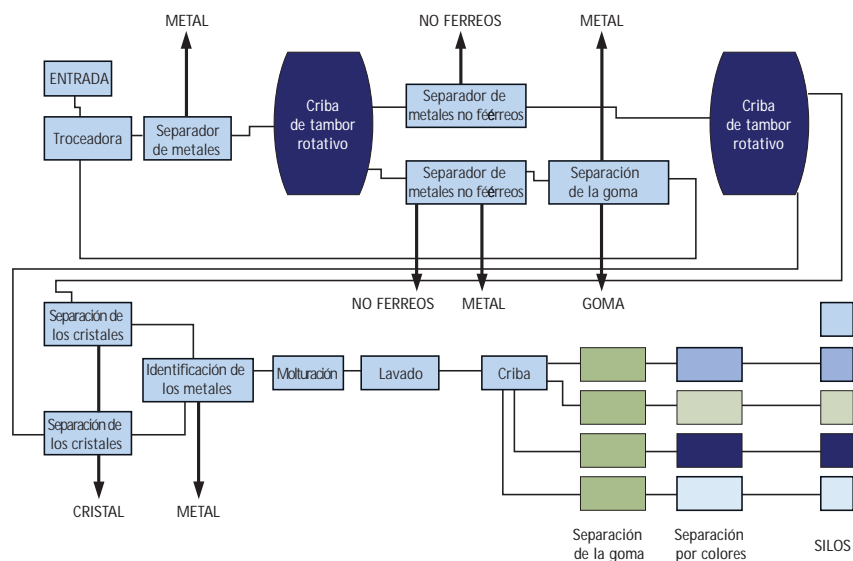 METAL
NO FERREOS
METAL
ENTRADA
Troceadora
Separador
de metales
Criba
de tambor
rotativo
Separador de
metales no féérreos
Separador de
metales no féérreos
Separación
de la goma
Criba
de tambor
rotativo
NO FERREOS
METAL
GOMA
Separación de
los cristales
Identificación de
los metales
Molturación
Lavado
Criba
Separación de
los cristales
CRISTAL
METAL
Separación
de la goma
Separación
por colores
SILOS